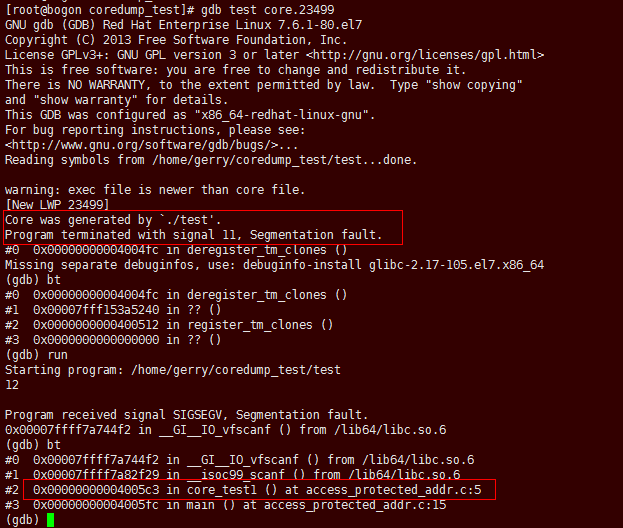 [root@bogon coredump_test]# gdb test core.23499
GNU gdb (GDB) Red Hat Enterprise Linux 7.6.1-80.el7
Copyright (C) 2013 Free Software Foundation, Inc.
License GPLv3+: GNU GPL version 3 or later <http://gnu.org/licenses/gpl.html>
This is free software: you are free to change and redistribute it.
There is NO WARRANTY, to the extent permitted by law.  Type "show copying"
and "show warranty" for details.
This GDB was configured as "x86_64-redhat-linux-gnu".
For bug reporting instructions, please see:
<http://www.gnu.org/software/gdb/bugs/>...
Reading symbols from /home/gerry/coredump_test/test...done.

warning: exec file is newer than core file.
[New LWP 23499]
Core was generated by `./test'.
Program terminated with signal 11, Segmentation fault.
#0  0x00000000004004fc in deregister_tm_clones ()
Missing separate debuginfos, use: debuginfo-install glibc-2.17-105.el7.x86_64
(gdb) bt
#0  0x00000000004004fc in deregister_tm_clones ()
#1  0x00007fff153a5240 in ?? ()
#2  0x0000000000400512 in register_tm_clones ()
#3  0x0000000000000000 in ?? ()
(gdb) run
Starting program: /home/gerry/coredump_test/test
12

Program received signal SIGSEGV, Segmentation fault.
0x00007ffff7a744f2 in __GI__IO_vfscanf () from /lib64/libc.so.6
(gdb) bt
#0  0x00007ffff7a744f2 in __GI__IO_vfscanf () from /lib64/libc.so.6
#1  0x00007ffff7a82f29 in __isoc99_scanf () from /lib64/libc.so.6
#2  0x00000000004005c3 in core_test1 () at access_protected_addr.c:5
#3  0x00000000004005fc in main () at access_protected_addr.c:15
(gdb)